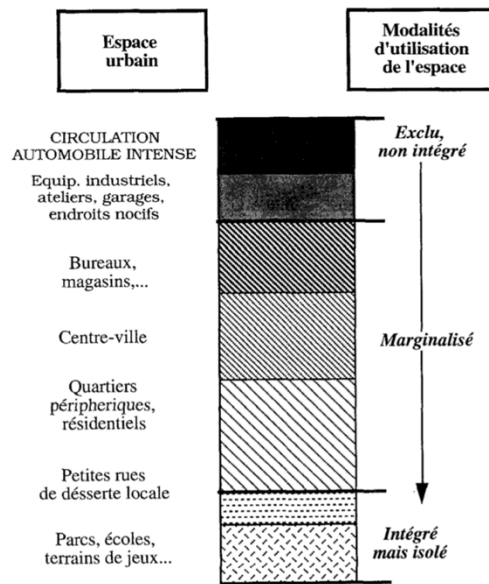 Espace
urbain
Modalités
d'utilisation
de l'espace
CIRCULATION
AUTOMOBILE INTENSE
Equip. industriels,
ateliers, garages,
endroits nocifs
Bureaux,
magasins,...
Centre-ville
Quartiers
péripheriques,
résidentiels
Petites rues
de désserte locale
Parcs, écoles,
terrains de jeux...
Exclu,
non intégré
Marginalisé
Intégré
mais isolé